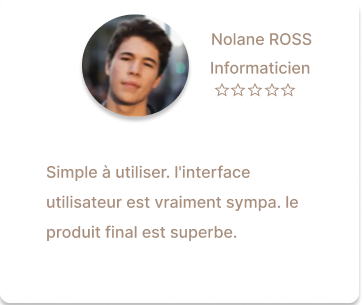 Nolane ROSS
Informaticien
Simple à utiliser. l'interface
utilisateur est vraiment sympa. le
produit final est superbe.